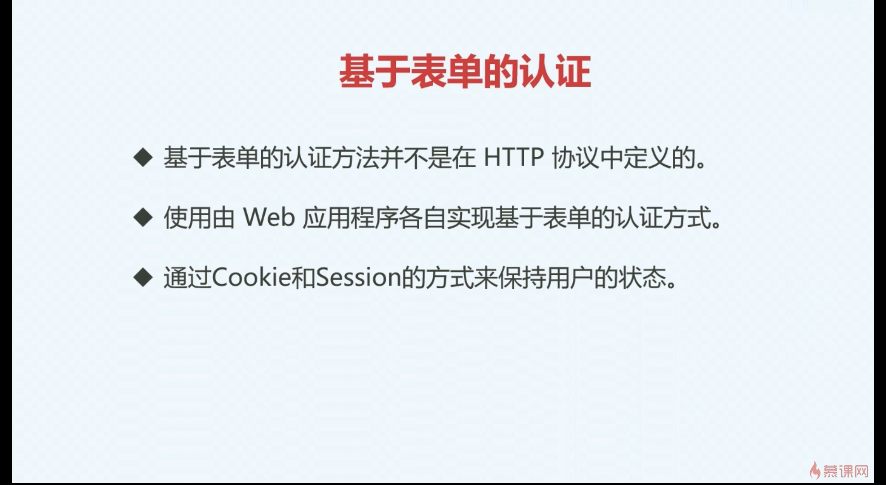 基于表单的认证
◆ 基于表单的认证方法并不是在 HTTP 协议中定义的。
◆ 使用由 Web 应用程序各自实现基于表单的认证方式。
◆ 通过Cookie和Session的方式来保持用户的状态。
慕课网